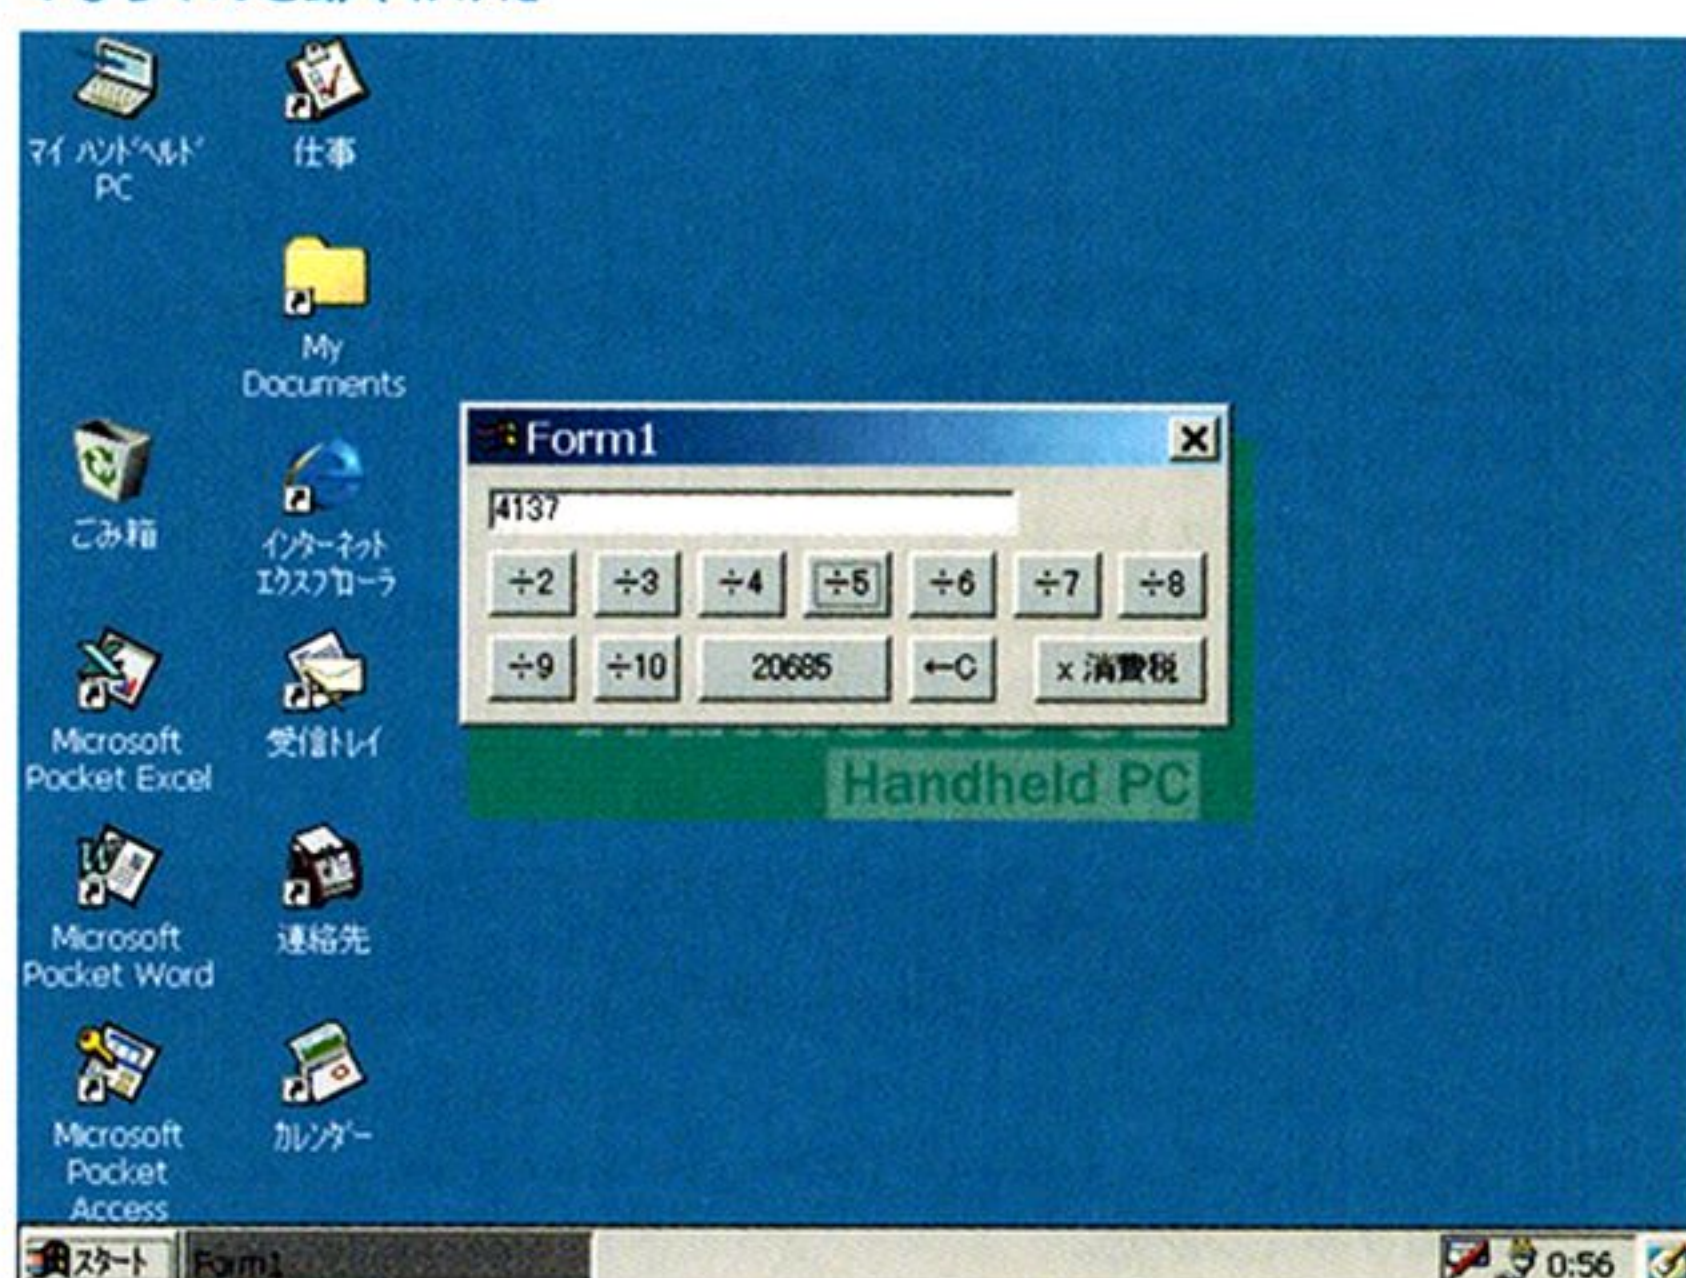 マイ ハンドヘルド
PC
仕事
My
Documents
ごみ箱
インターネット
エクスプローラ
Microsoft
Pocket Excel
受信トレイ
Microsoft
Pocket Word
連絡先
Microsoft
Pocket
Access
カレンダー
Form1
4137
÷2 ÷3 ÷4 ÷5 ÷6 ÷7 ÷8
÷9 ÷10 20685 ←C x 消費税
Handheld PC
スタート Form1 0:56